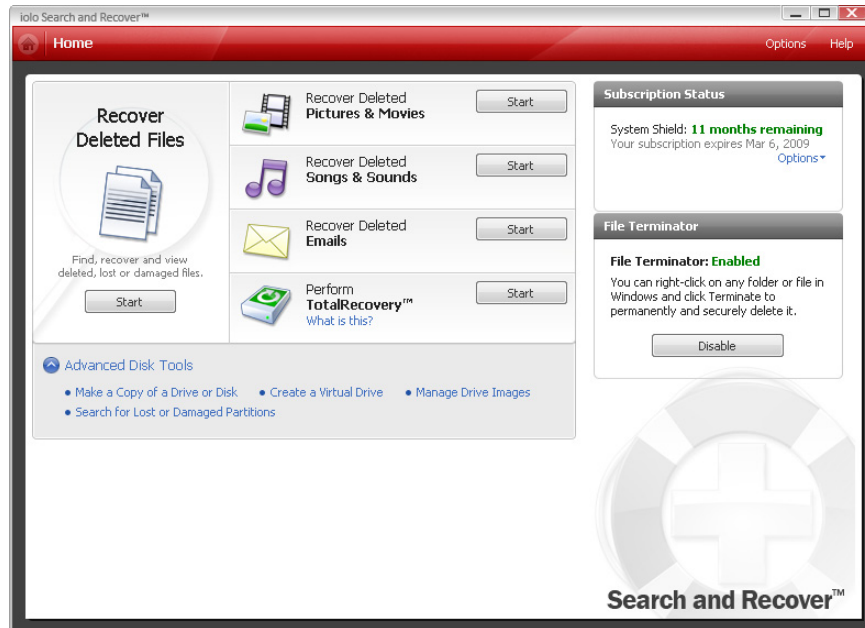 iolo Search and Recover™
Home
Options Help
Recover
Deleted Files
Find, recover and view
deleted, lost or damaged files.
Start
Recover Deleted
Pictures & Movies
Start
Recover Deleted
Songs & Sounds
Start
Recover Deleted
Emails
Start
Perform
TotalRecovery™
What is this?
Start
Advanced Disk Tools
• Make a Copy of a Drive or Disk • Create a Virtual Drive • Manage Drive Images
• Search for Lost or Damaged Partitions
Subscription Status
System Shield: 11 months remaining
Your subscription expires Mar 6, 2009
Options
File Terminator
File Terminator: Enabled
You can right-click on any folder or file in
Windows and click Terminate to
permanently and securely delete it.
Disable
Search and Recover™